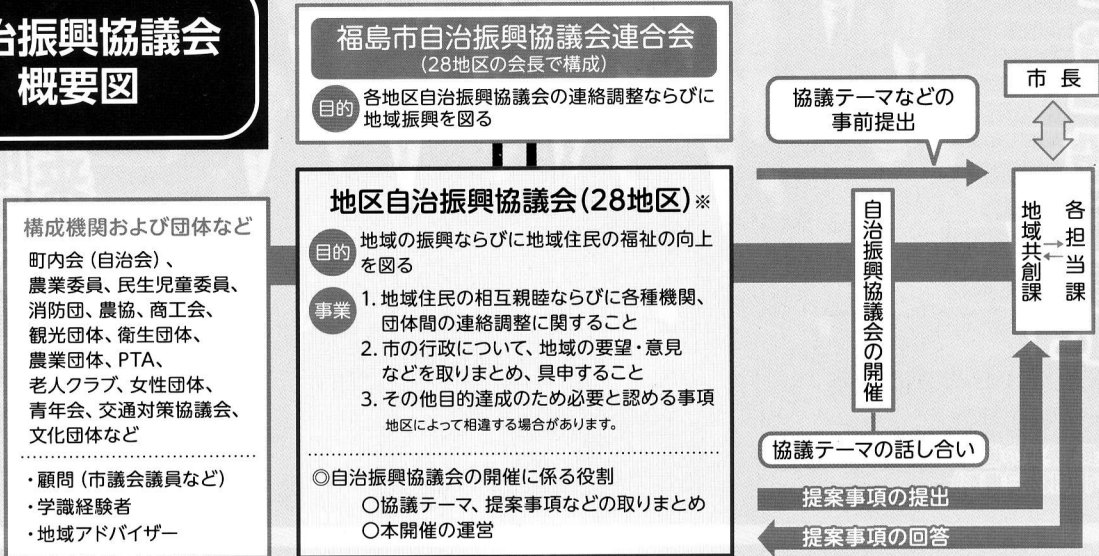 治振興協議会
概要図
福島市自治振興協議会連合会
(28地区の会長で構成)
目的
各地区自治振興協議会の連絡調整ならびに
地域振興を図る
構成機関および団体など
町内会(自治会)、
農業委員、民生児童委員、
消防団、農協、商工会、
観光団体、衛生団体、
農業団体、PTA、
老人クラブ、女性団体、
青年会、交通対策協議会、
文化団体など
・顧問(市議会議員など)
・学識経験者
・地域アドバイザー
地区自治振興協議会(28地区)※
目的
地域の振興ならびに地域住民の福祉の向上
を図る
事業
1. 地域住民の相互親睦ならびに各種機関、
団体間の連絡調整に関すること
2. 市の行政について、地域の要望・意見
などを取りまとめ、具申すること
3. その他目的達成のため必要と認める事項
地区によって相違する場合があります。
◎自治振興協議会の開催に係る役割
○協議テーマ、提案事項などの取りまとめ
○本開催の運営
協議テーマなどの
事前提出
自治振興協議会の開催
協議テーマの話し合い
提案事項の提出
提案事項の回答
市長
各担当課
地域共創課